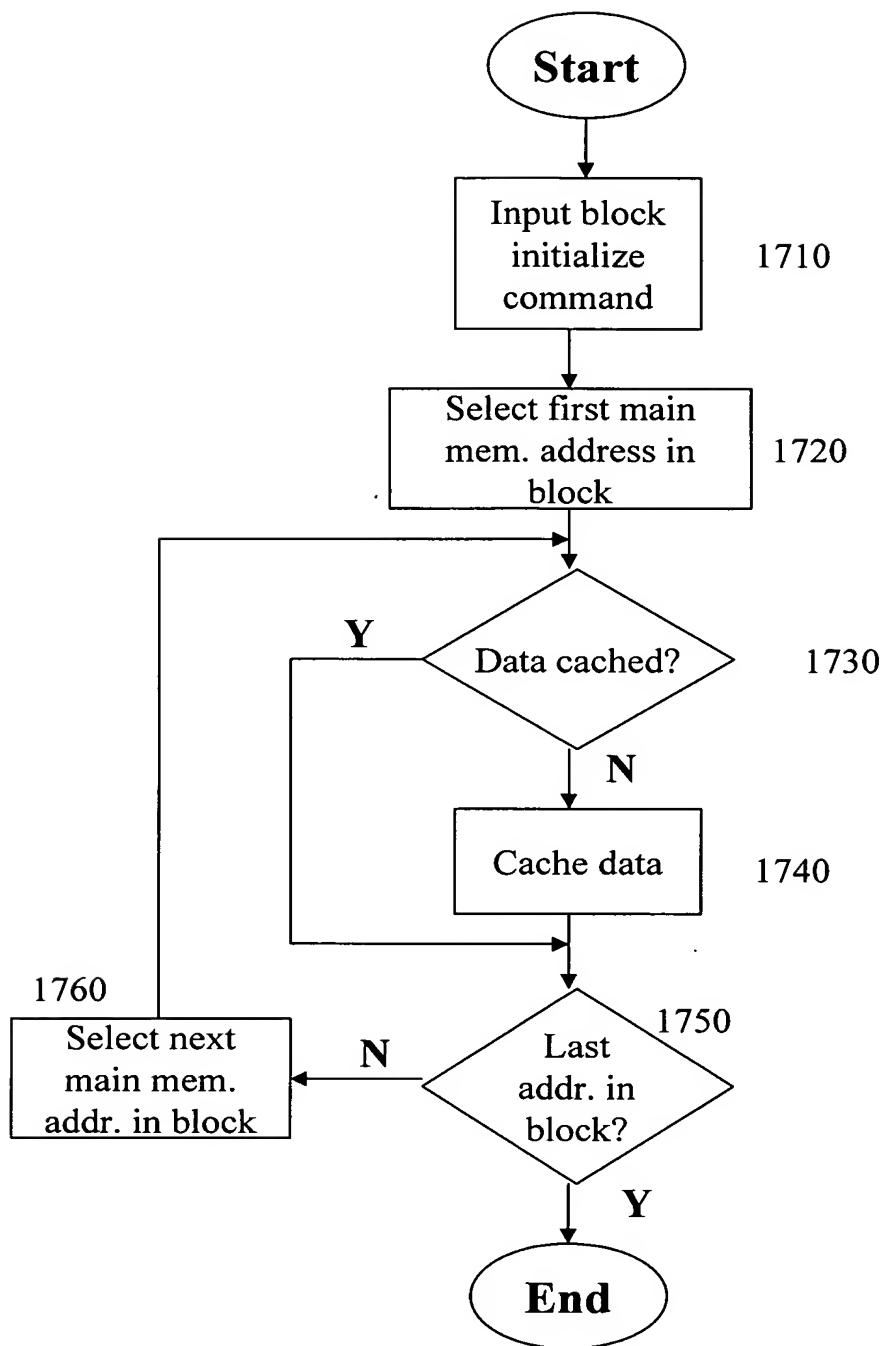 Start
Input block
initialize
command
1710
Select first main
mem. address in
block
1720
Y
Data cached?
1730
N
Cache data
1740
1760
Select next
main mem.
addr. in block
N
Last
addr. in
block?
1750
Y
End